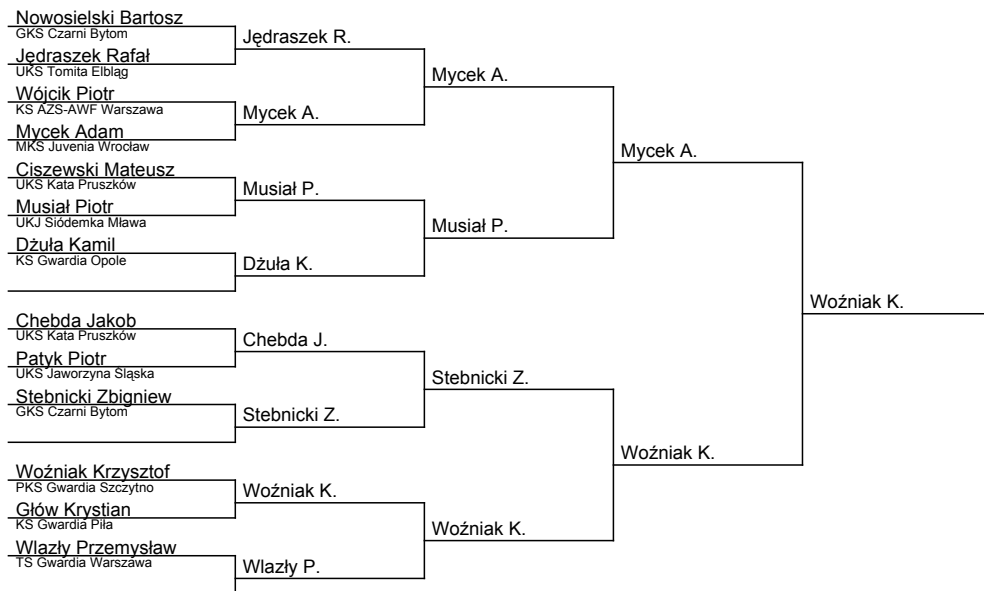 Nowosielski Bartosz
GKS Czarni Bytom
Jędraszek R.
Jędraszek Rafał
UKS Tomita Elbląg
Mycek A.
Wójcik Piotr
KS AZS-AWF Warszawa
Mycek A.
Mycek Adam
MKS Juvenia Wrocław
Mycek A.
Ciszewski Mateusz
UKS Kata Pruszków
Musiał P.
Musiał Piotr
UKJ Siódemka Mława
Musiał P.
Dżuła Kamil
KS Gwardia Opole
Dżuła K.
Woźniak K.
Chebda Jakob
UKS Kata Pruszków
Chebda J.
Patyk Piotr
UKS Jaworzyna Śląska
Stebnicki Z.
Stebnicki Zbigniew
GKS Czarni Bytom
Stebnicki Z.
Woźniak K.
Woźniak Krzysztof
PKS Gwardia Szczytno
Woźniak K.
Głów Krystian
KS Gwardia Piła
Woźniak K.
Wlazły Przemysław
TS Gwardia Warszawa
Wlazły P.